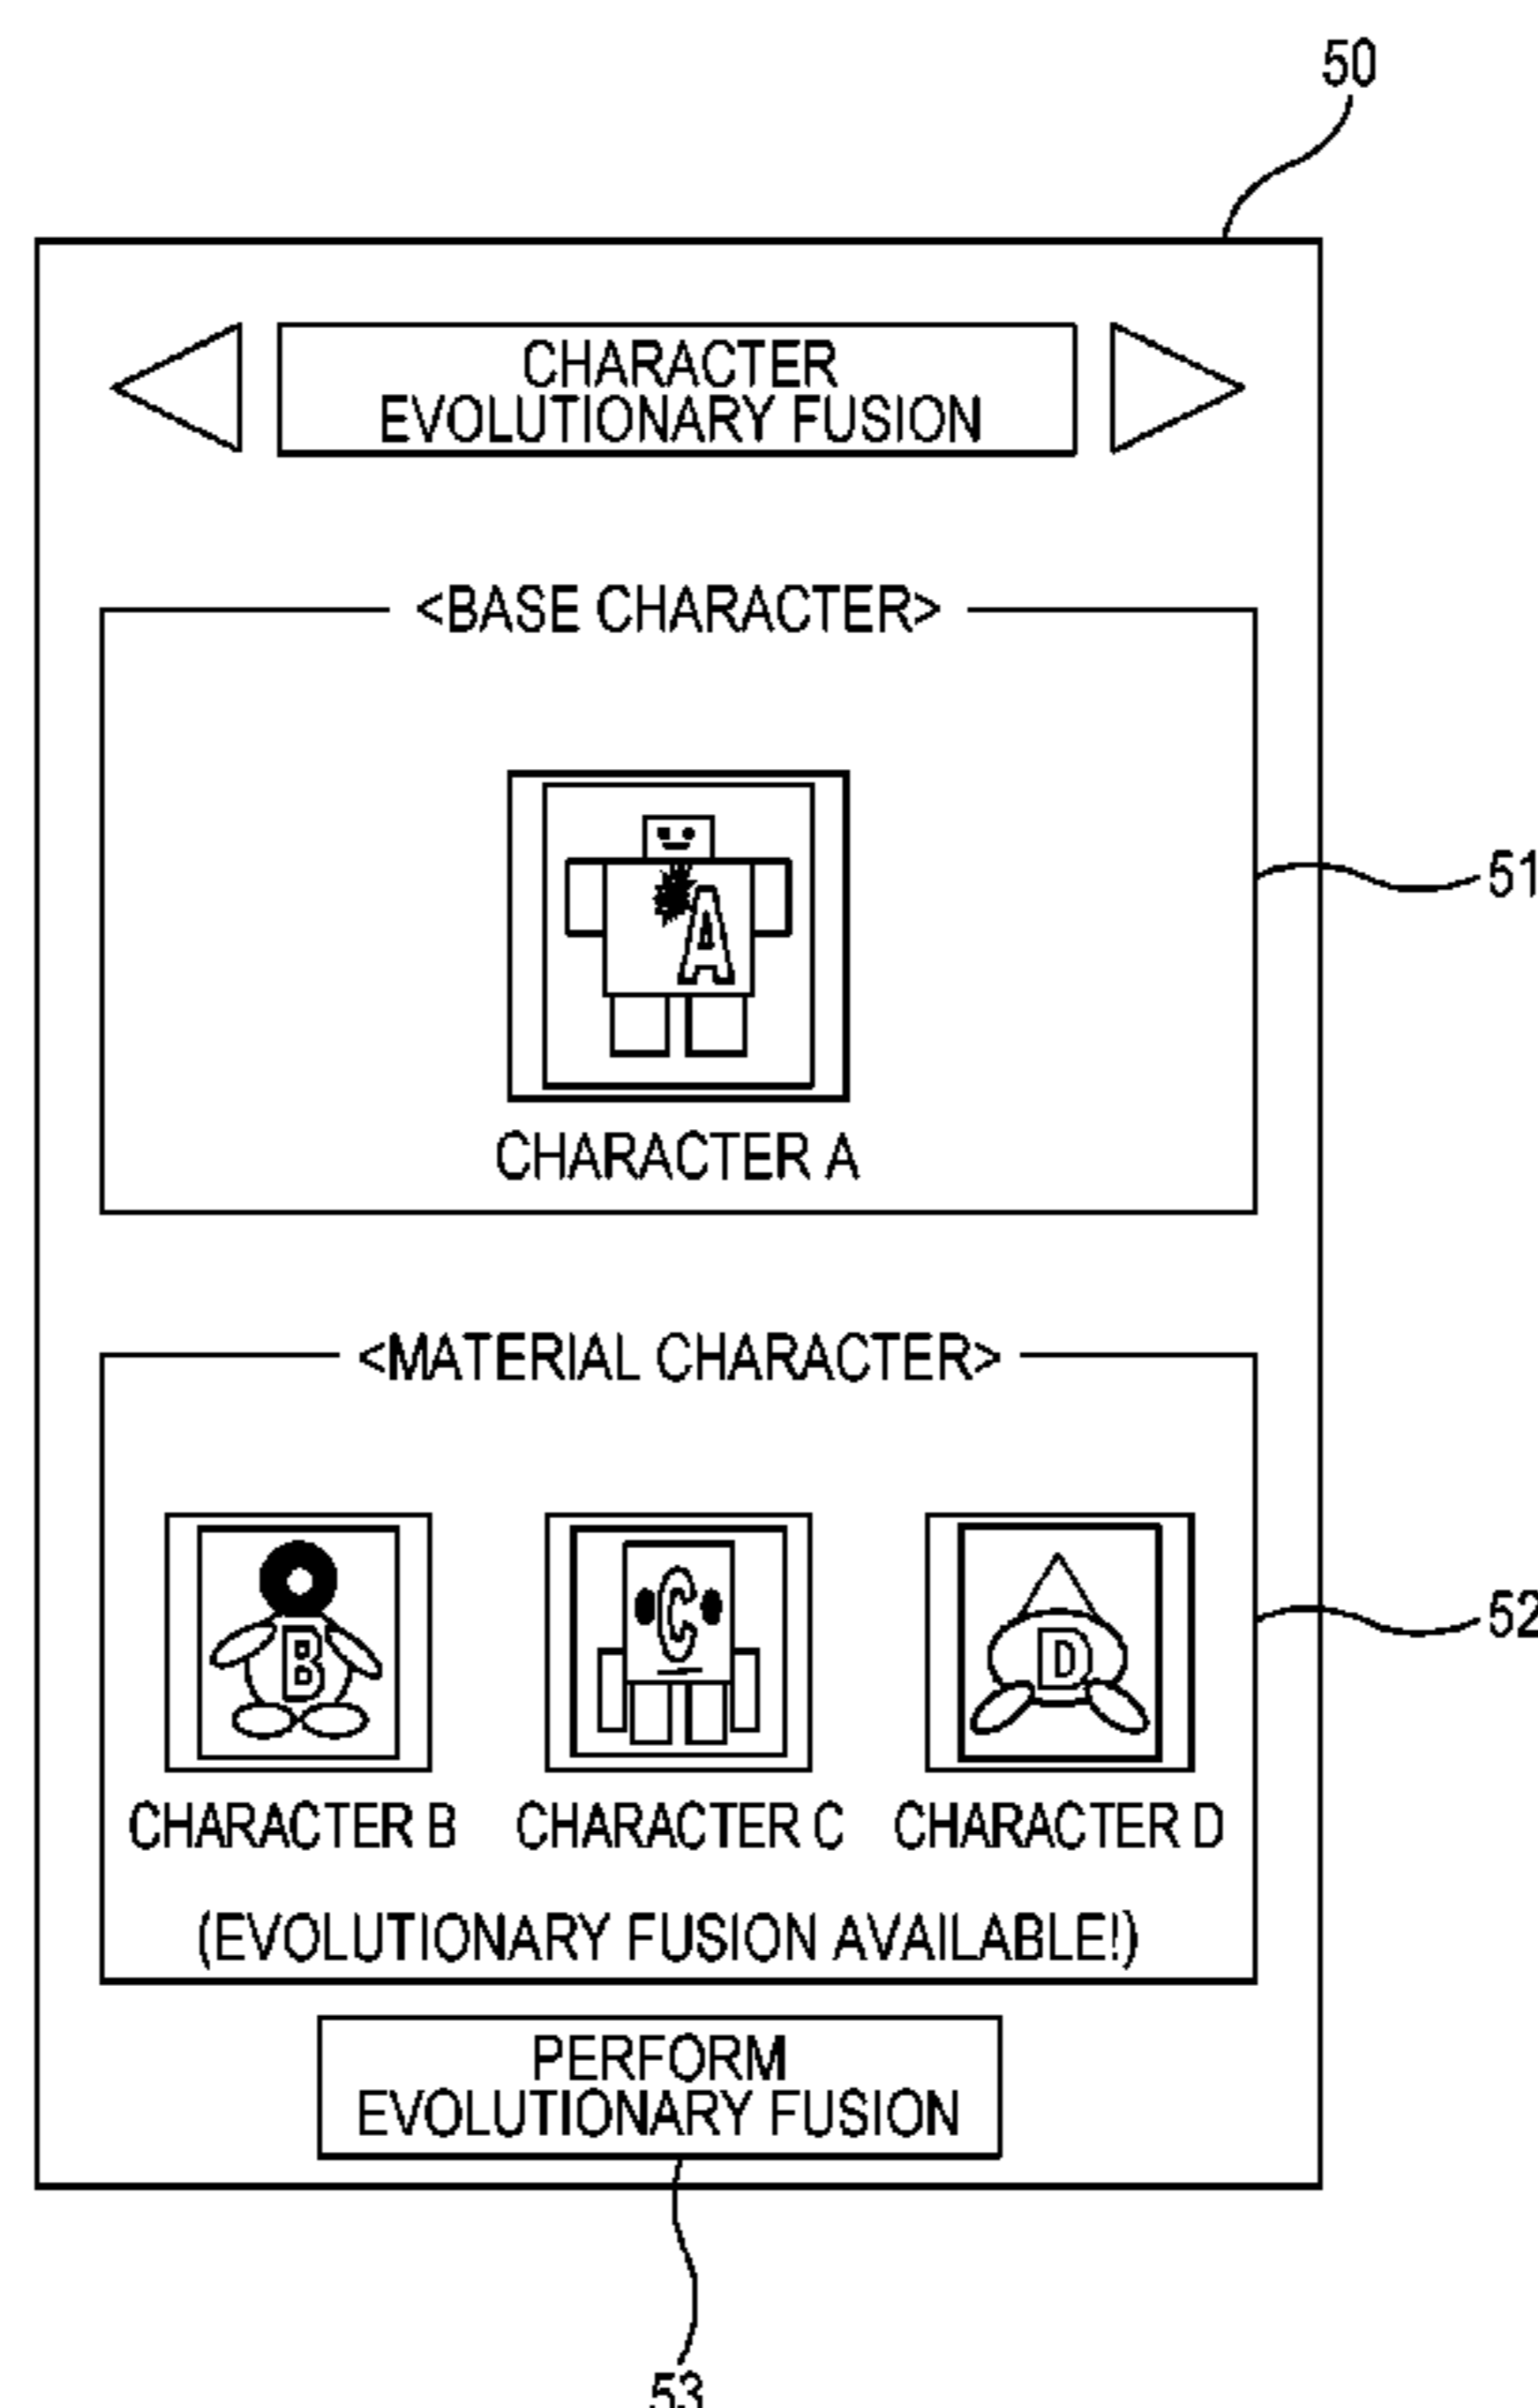 50
CHARACTER
EVOLUTIONARY FUSION
<BASE CHARACTER>
A
51
CHARACTER A
<MATERIAL CHARACTER>
B C D
52
CHARACTER B CHARACTER C CHARACTER D
(EVOLUTIONARY FUSION AVAILABLE!)
PERFORM
EVOLUTIONARY FUSION
53